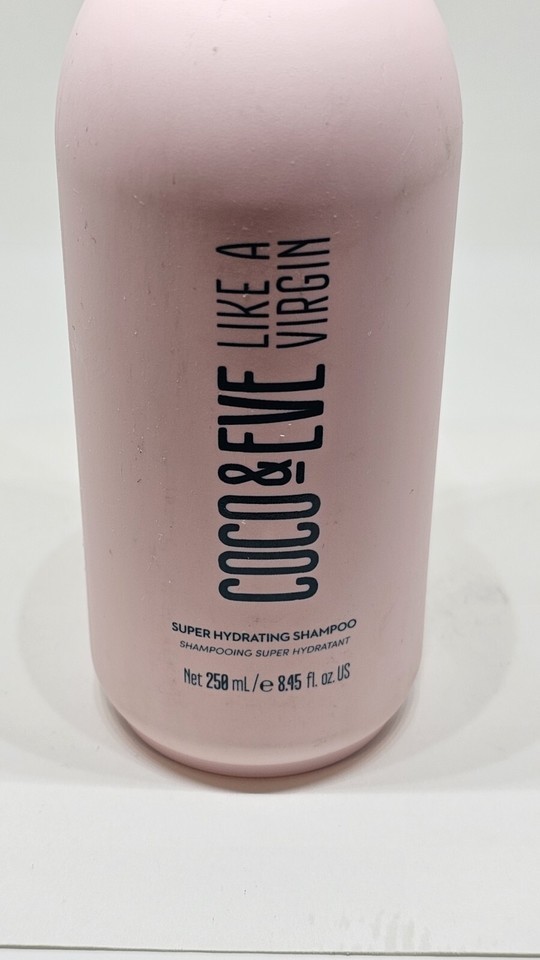 COCO & EVE LIKE A
VIRGIN
SUPER HYDRATING SHAMPOO
SHAMPOOING SUPER HYDRATANT
Net 250 mL / e 8.45 fl. oz. US